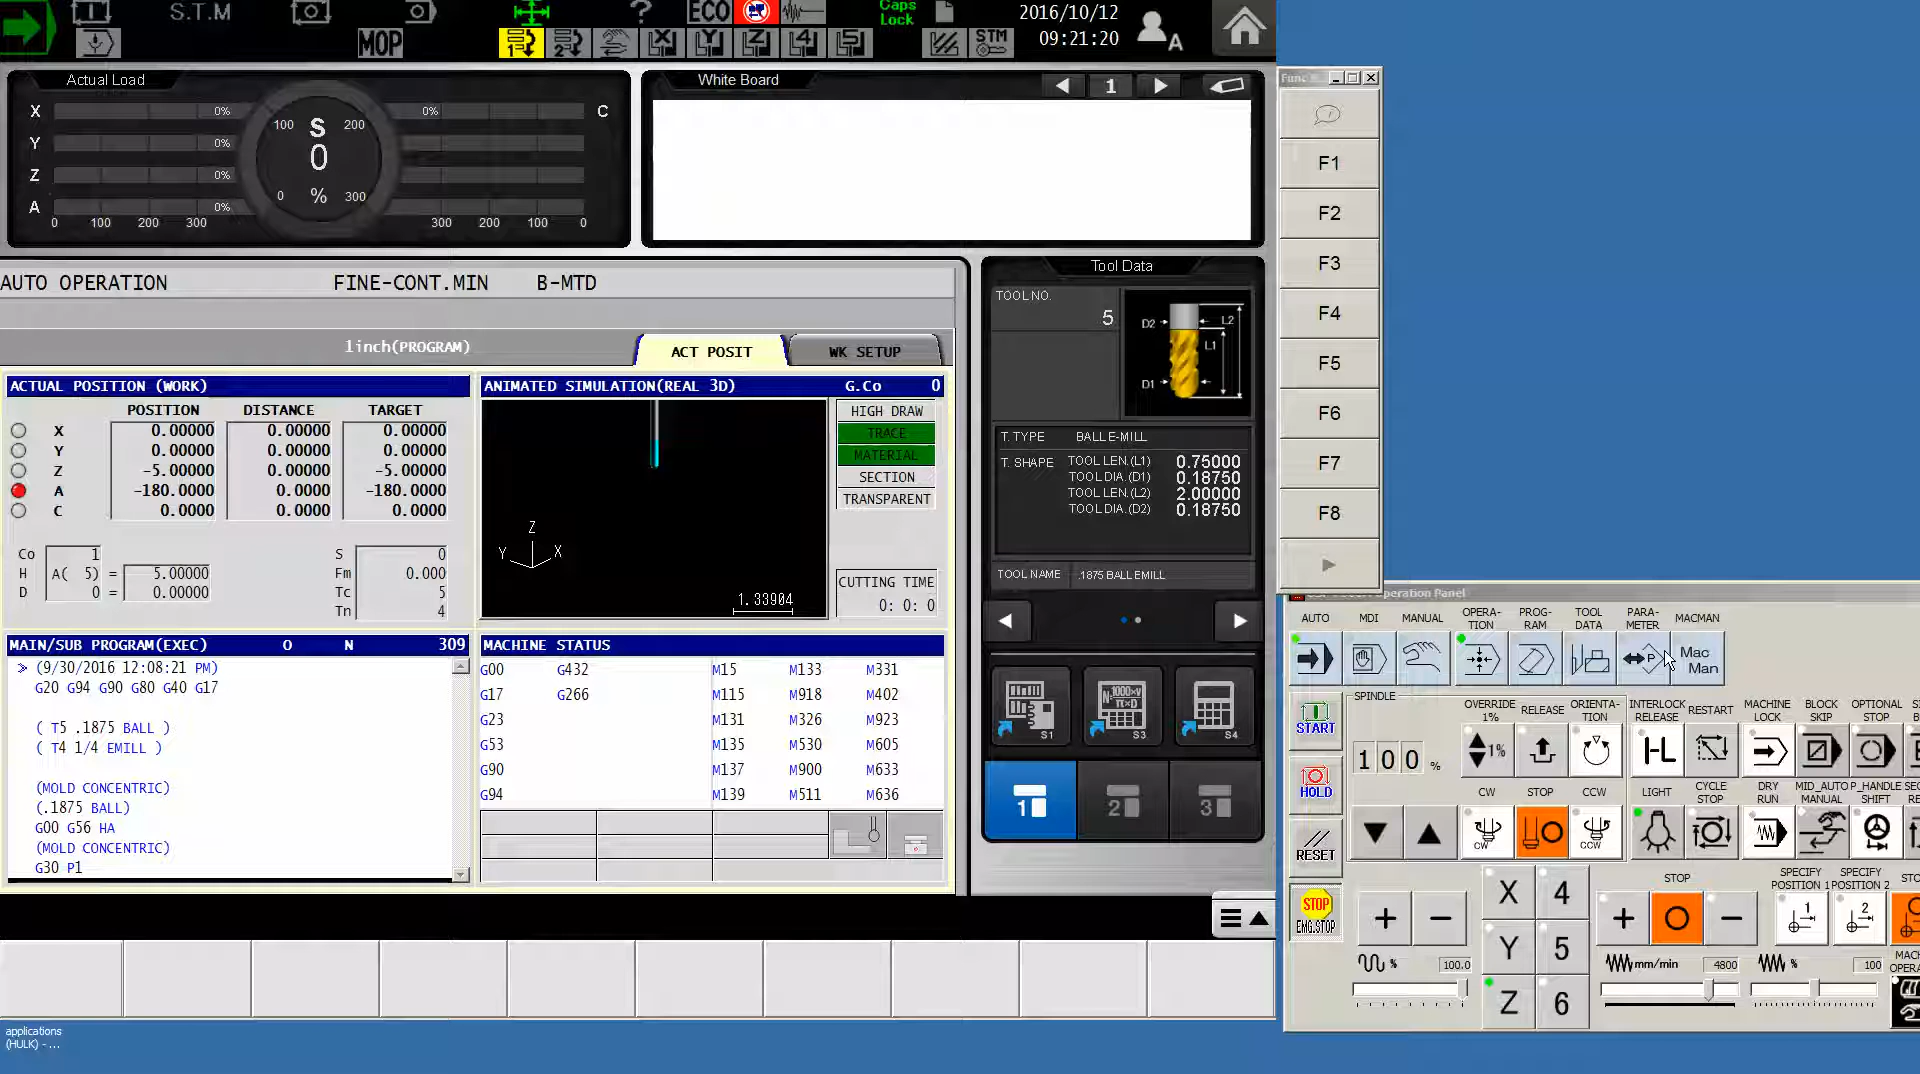 S.T.M
MOP
?
ECO
Caps
Lock
2016/10/12
09:21:20
A
X
Y
Z
4
5
STM
Actual Load
X 0% 0% C
Y 0%
Z 0%
A 0%
100 S 200
0
0 % 300
0 100 200 300
300 200 100 0
White Board
1
AUTO OPERATION FINE-CONT.MIN B-MTD
1inch(PROGRAM)
ACT POSIT
WK SETUP
ACTUAL POSITION (WORK)
POSITION DISTANCE TARGET
X 0.00000 0.00000 0.00000
Y 0.00000 0.00000 0.00000
Z -5.00000 0.00000 -5.00000
A -180.0000 0.0000 -180.0000
C 0.0000 0.0000 0.0000
Co 1
H A( 5) = 5.00000
D 0 = 0.00000
S 0
Fm 0.000
Tc 5
Tn 4
ANIMATED SIMULATION(REAL 3D) G.Co 0
Z
Y X
1.33904
HIGH DRAW
TRACE
MATERIAL
SECTION
TRANSPARENT
CUTTING TIME
0: 0: 0
MAIN/SUB PROGRAM(EXEC) O N 309
(9/30/2016 12:08:21 PM)
G20 G94 G90 G80 G40 G17
( T5 .1875 BALL )
( T4 1/4 EMILL )
(MOLD CONCENTRIC)
(.1875 BALL)
G00 G56 HA
(MOLD CONCENTRIC)
G30 P1
MACHINE STATUS
G00 G432 M15 M133 M331
G17 G266 M115 M918 M402
G23 M131 M326 M923
G53 M135 M530 M605
G90 M137 M900 M633
G94 M139 M511 M636
Tool Data
TOOL NO.
5
D2 L2
L1
D1
T. TYPE BALL E-MILL
T. SHAPE TOOL LEN.(L1) 0.75000
TOOL DIA.(D1) 0.18750
TOOL LEN.(L2) 2.00000
TOOL DIA.(D2) 0.18750
TOOL NAME .1875 BALL EMILL
S1
S3
S4
1
2
3
F1
F2
F3
F4
F5
F6
F7
F8
Operation Panel
AUTO
MDI
MANUAL
OPERA-
TION
PROG-
RAM
TOOL
DATA
PARA-
METER
MACMAN
P
Mac
Man
START
HOLD
RESET
STOP
EMG.STOP
SPINDLE
100 %
OVERRIDE
1%
1%
RELEASE
ORIENTA-
TION
CW
STOP
CCW
CW
CCW
INTERLOCK
RELEASE
RESTART
MACHINE
LOCK
BLOCK
SKIP
OPTIONAL
STOP
LIGHT
CYCLE
STOP
DRY
RUN
MID_AUTO
MANUAL
P_HANDLE
SHIFT
+
−
% 100.0
X 4
Y 5
Z 6
STOP
+
−
mm/min 4800
% 100
SPECIFY
POSITION 1
SPECIFY
POSITION 2
1
2
applications
(HULK) - ...